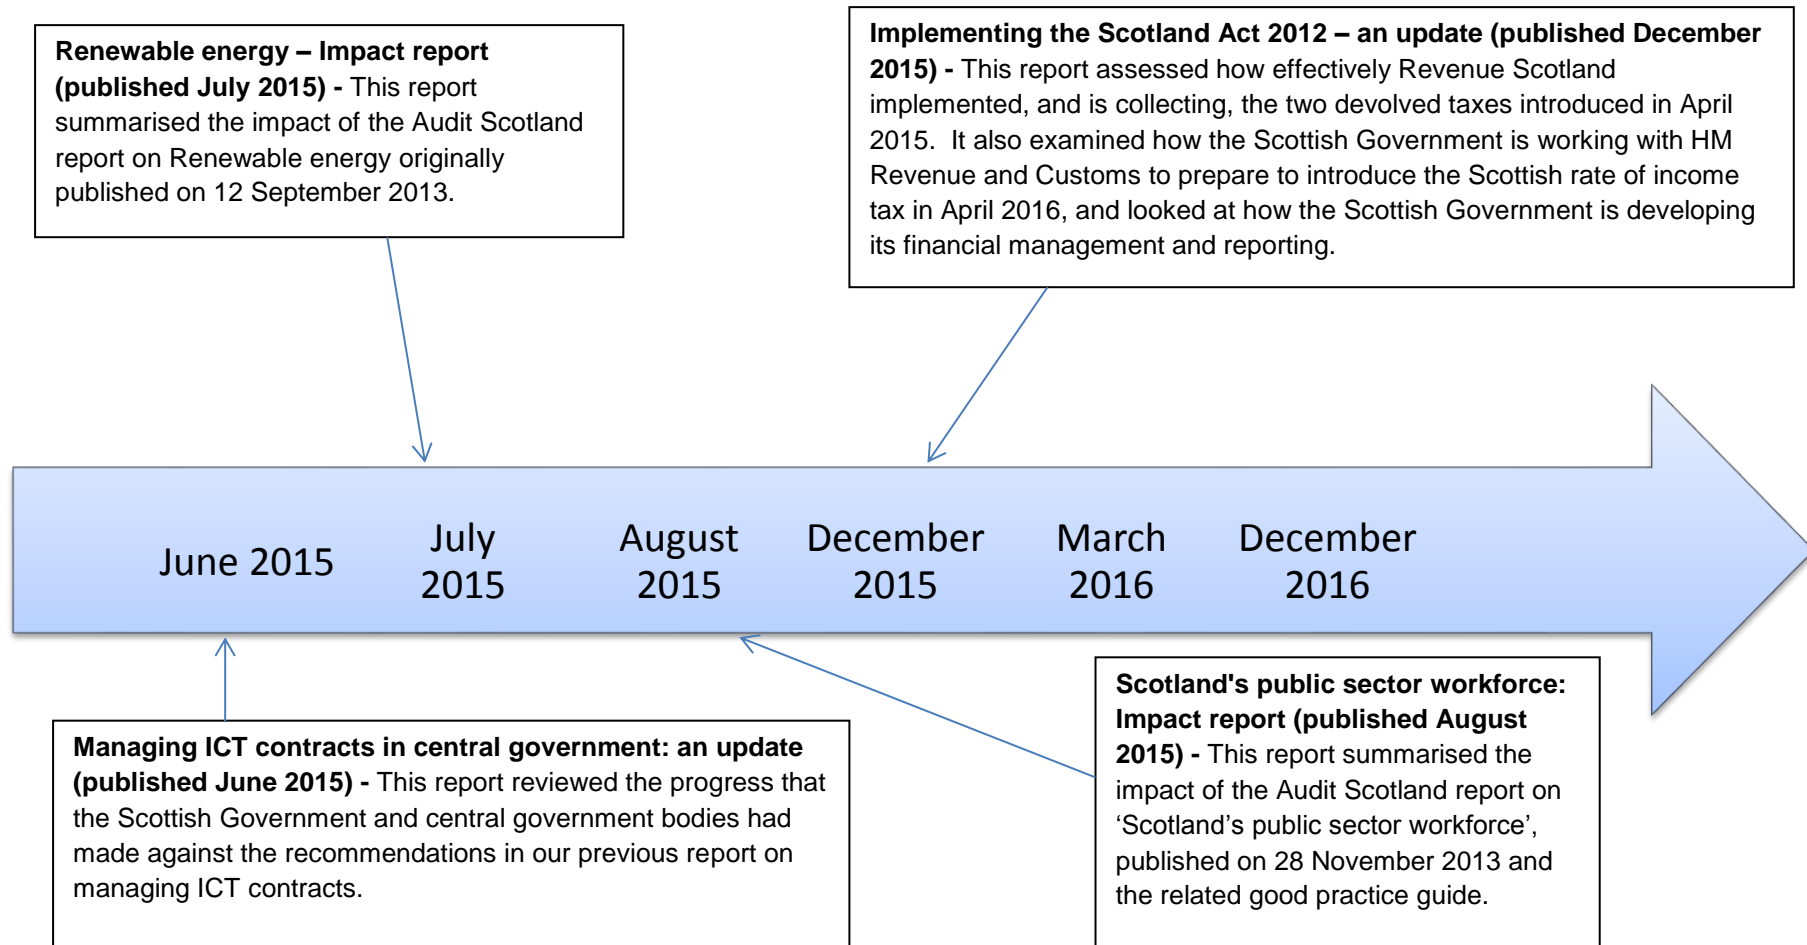 Renewable energy – Impact report
(published July 2015) - This report
summarised the impact of the Audit Scotland
report on Renewable energy originally
published on 12 September 2013.
Implementing the Scotland Act 2012 – an update (published December
2015) - This report assessed how effectively Revenue Scotland
implemented, and is collecting, the two devolved taxes introduced in April
2015.  It also examined how the Scottish Government is working with HM
Revenue and Customs to prepare to introduce the Scottish rate of income
tax in April 2016, and looked at how the Scottish Government is developing
its financial management and reporting.
June 2015
July
2015
August
2015
December
2015
March
2016
December
2016
Managing ICT contracts in central government: an update
(published June 2015) - This report reviewed the progress that
the Scottish Government and central government bodies had
made against the recommendations in our previous report on
managing ICT contracts.
Scotland's public sector workforce:
Impact report (published August
2015) - This report summarised the
impact of the Audit Scotland report on
‘Scotland’s public sector workforce’,
published on 28 November 2013 and
the related good practice guide.